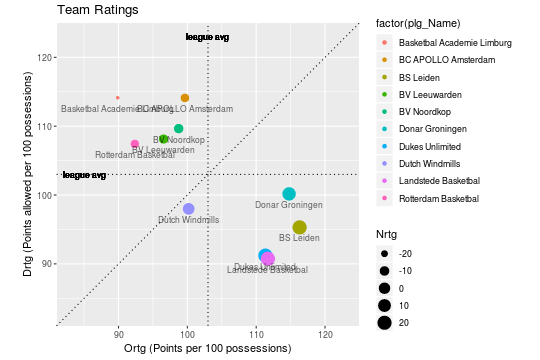 Team Ratings
factor(plg_Name)
league avg
Basketbal Academie Limburg
BC APOLLO Amsterdam
BS Leiden
BV Leeuwarden
BV Noordkop
Donar Groningen
Dukes Unlimited
Dutch Windmills
Landstede Basketbal
Rotterdam Basketbal
Nrtg
-20
-10
0
10
20
120
110
100
90
Drtg (Points allowed per 100 possessions)
Basketbal Academie Limburg
BC APOLLO Amsterdam
BV Noordkop
BV Leeuwarden
Rotterdam Basketbal
league avg
Donar Groningen
Dutch Windmills
BS Leiden
Dukes Unlimited
Landstede Basketbal
90
100
110
120
Ortg (Points per 100 possessions)